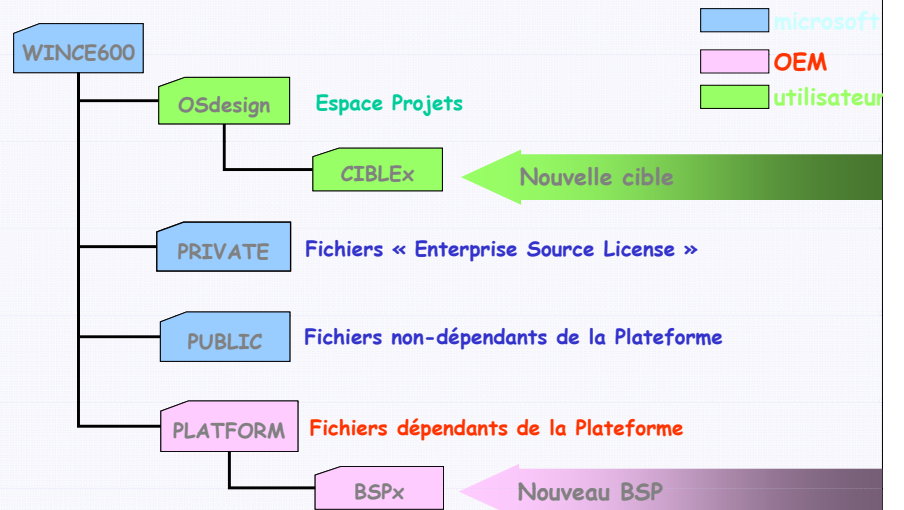 microsoft
WINCE600
OEM
OSdesign
Espace Projets
utilisateur
CIBLEx
Nouvelle cible
PRIVATE
Fichiers « Enterprise Source License »
PUBLIC
Fichiers non-dépendants de la Plateforme
PLATFORM
Fichiers dépendants de la Plateforme
BSPx
Nouveau BSP